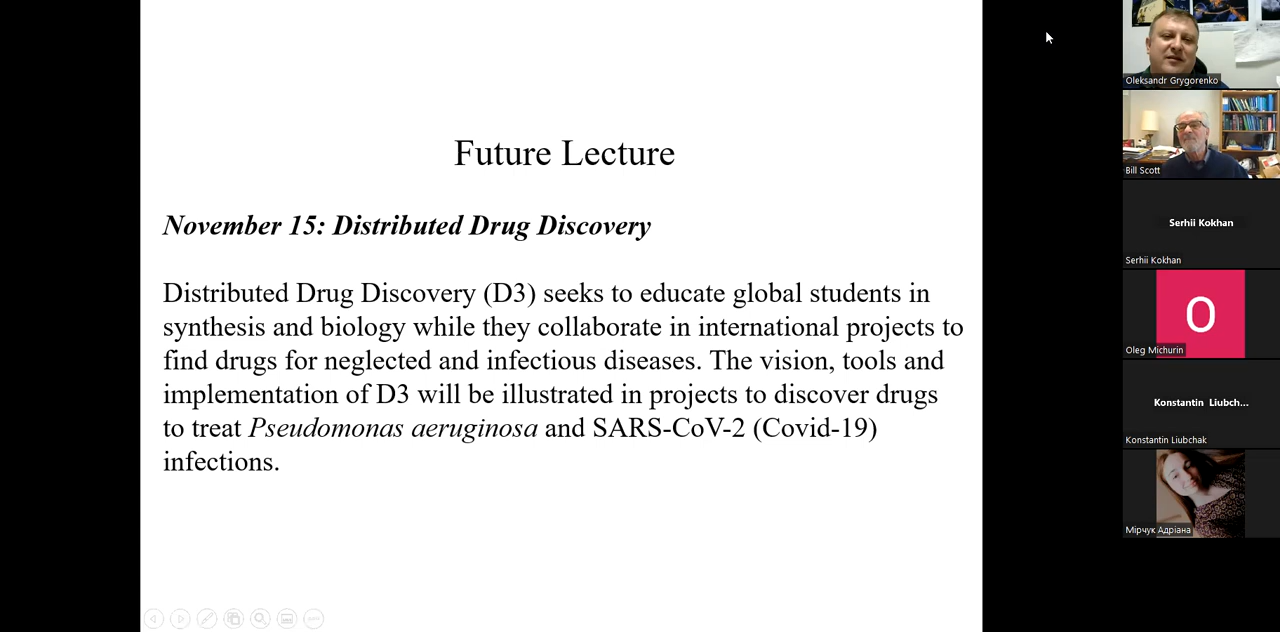 Future Lecture
November 15: Distributed Drug Discovery
Distributed Drug Discovery (D3) seeks to educate global students in
synthesis and biology while they collaborate in international projects to
find drugs for neglected and infectious diseases. The vision, tools and
implementation of D3 will be illustrated in projects to discover drugs
to treat Pseudomonas aeruginosa and SARS-CoV-2 (Covid-19)
infections.
Oleksandr Grygorenko
Bill Scott
Serhii Kokhan
Serhii Kokhan
O
Oleg Michurin
Konstantin Liubch...
Konstantin Liubchak
Мірчук Адріана